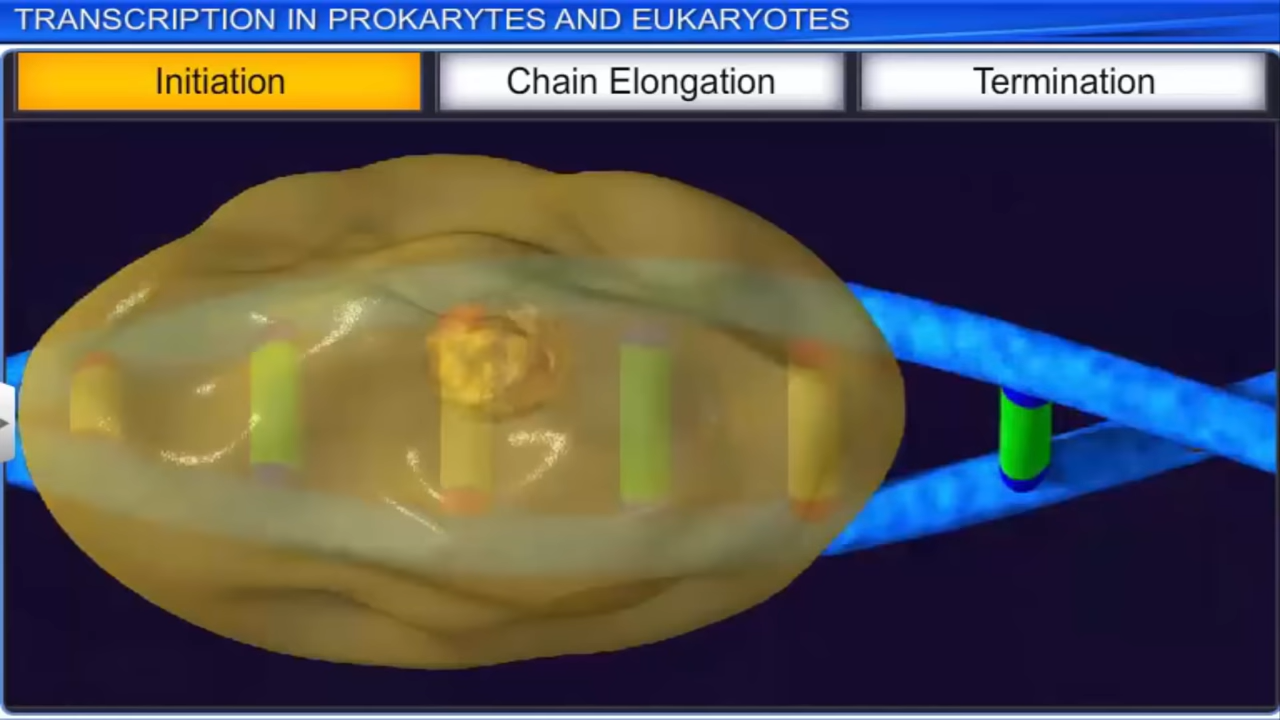 TRANSCRIPTION IN PROKARYTES AND EUKARYOTES
Initiation
Chain Elongation
Termination